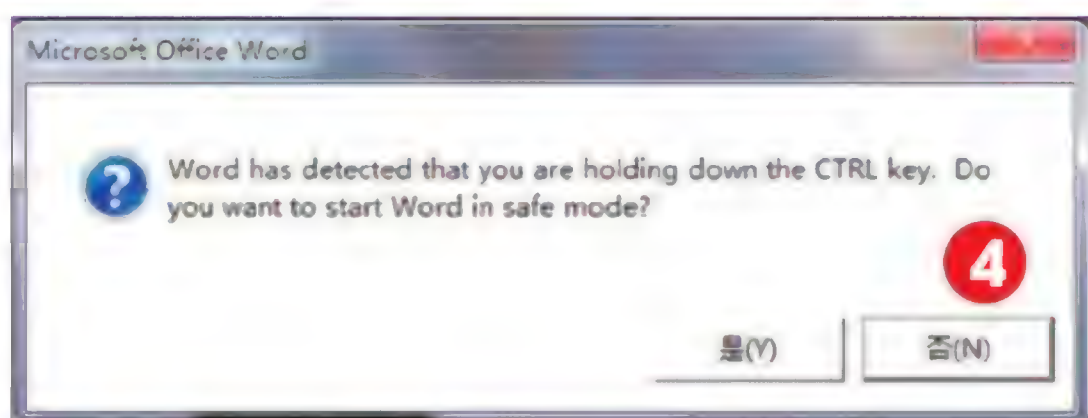 Microsoft Office Word
Word has detected that you are holding down the CTRL key. Do
you want to start Word in safe mode?
4
是(Y) 否(N)